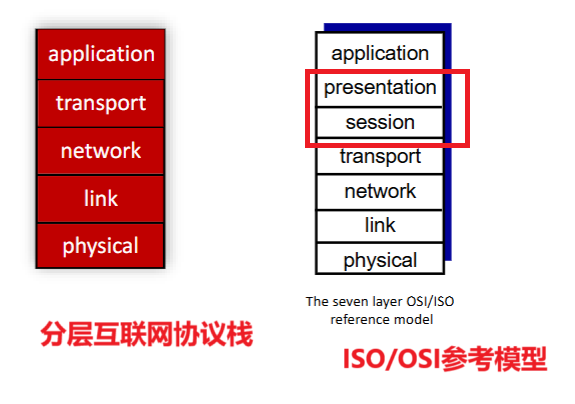 application
transport
network
link
physical
分层互联网协议栈
application
presentation
session
transport
network
link
physical
The seven layer OSI/ISO
reference model
ISO/OSI参考模型